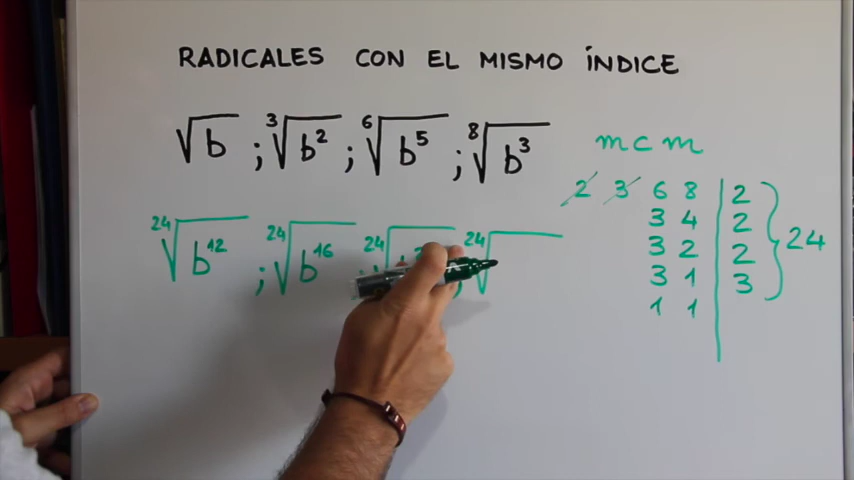 RADICALES CON EL MISMO ÍNDICE
√b ; ³√b² ; ⁶√b⁵ ; ⁸√b³
mcm
2 3 6 8 | 2
3 4 | 2
3 2 | 2
3 1 | 3
1 1 |
24
²⁴√b¹² ; ²⁴√b¹⁶ ; ²⁴√ ; ²⁴√